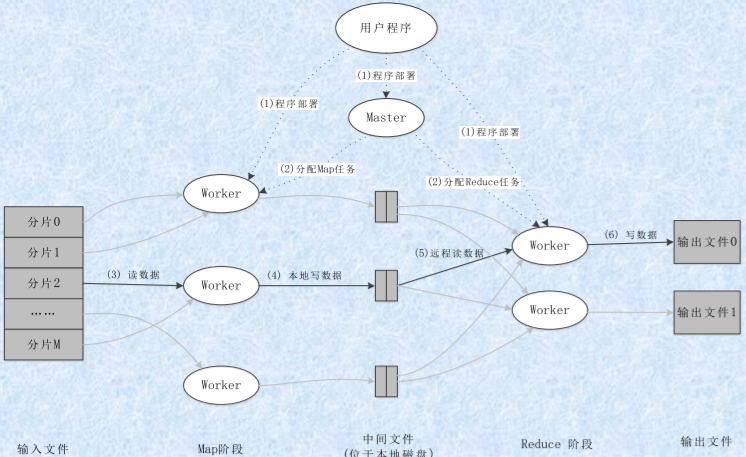 用户程序
(1)程序部署
(1)程序部署
Master
(1)程序部署
(2)分配Map任务
(2)分配Reduce任务
Worker
分片0
分片1
(5)远程读数据
Worker
(6) 写数据
输出文件0
分片2
(3) 读数据
Worker
(4) 本地写数据
……
Worker
输出文件1
分片M
Worker
输入文件
Map阶段
中间文件
(位于本地磁盘)
Reduce 阶段
输出文件